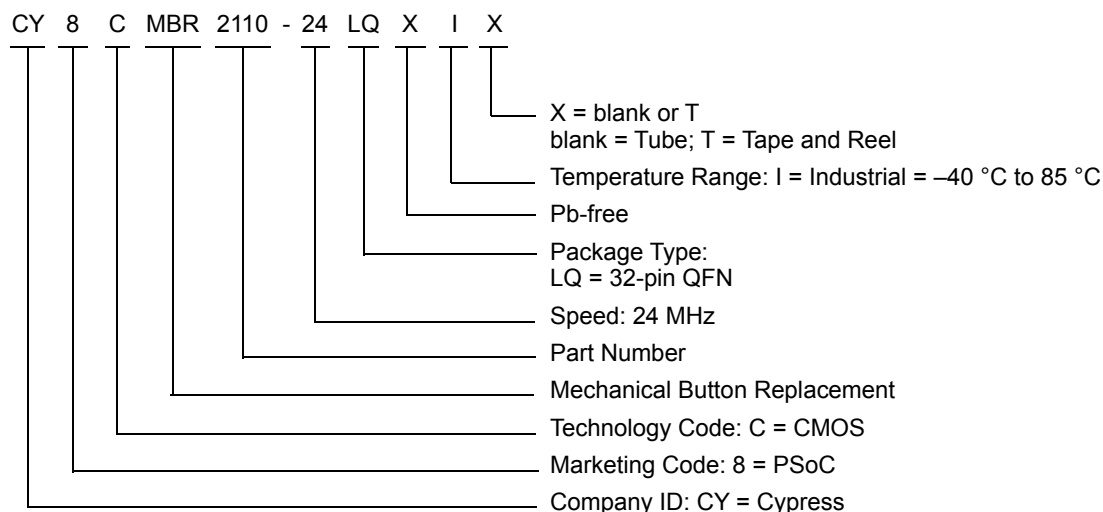 CY 8 C MBR 2110 - 24 LQ X I X
X = blank or T
blank = Tube; T = Tape and Reel
Temperature Range: I = Industrial = –40 °C to 85 °C
Pb-free
Package Type:
LQ = 32-pin QFN
Speed: 24 MHz
Part Number
Mechanical Button Replacement
Technology Code: C = CMOS
Marketing Code: 8 = PSoC
Company ID: CY = Cypress